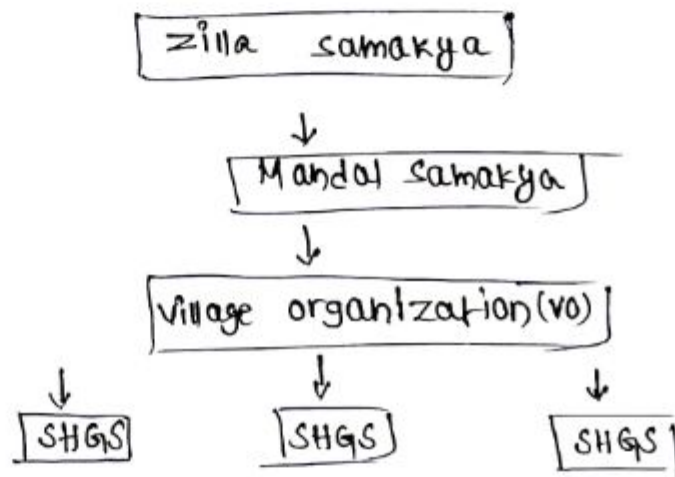 Zilla samakya
Mandal samakya
Village organization (VO)
SHGS SHGS SHGS